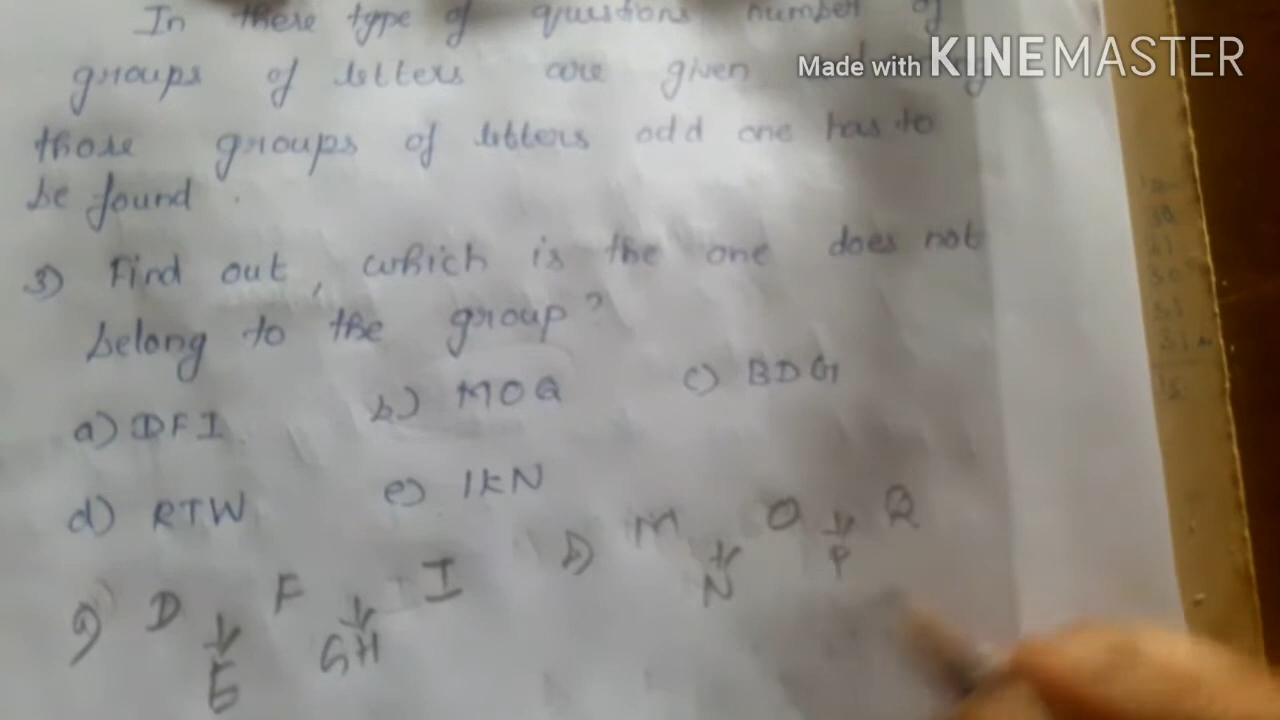 In these type of questions number of
groups of letters are given
Made with KINEMASTER
those groups of letters odd one has to
be found.
3) Find out, which is the one does not
belong to the group?
a) DFI b) MOQ c) BDG
d) RTW e) IKN
a) D F I b) M O Q
E GH N P